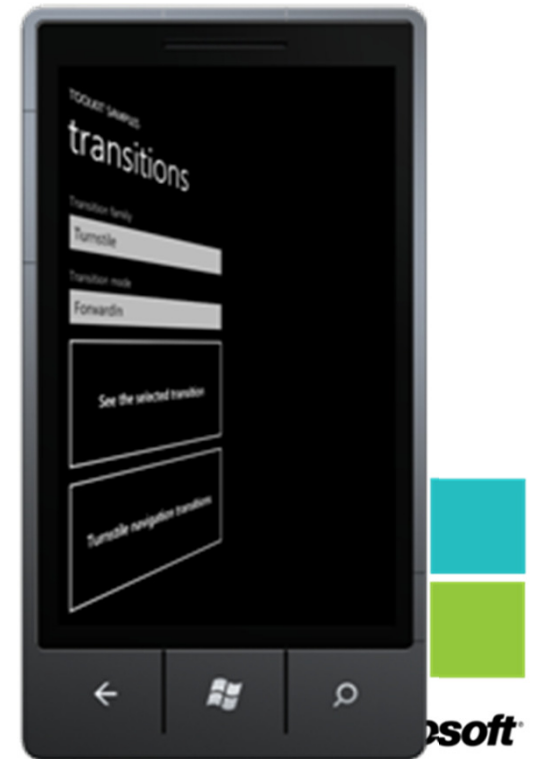 TOOLKIT SAMPLES
transitions
Transition family
Turnstile
Transition mode
ForwardIn
See the selected transition
Turnstile navigation transitions
osoft